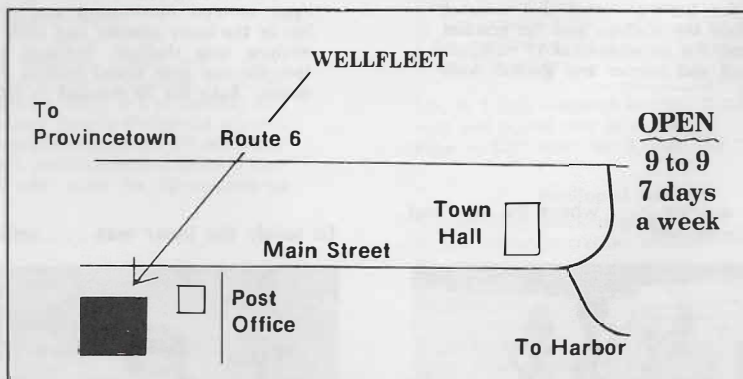 WELLFLEET
To
Provincetown
Route 6
OPEN
9 to 9
7 days
a week
Town
Hall
Main Street
Post
Office
To Harbor